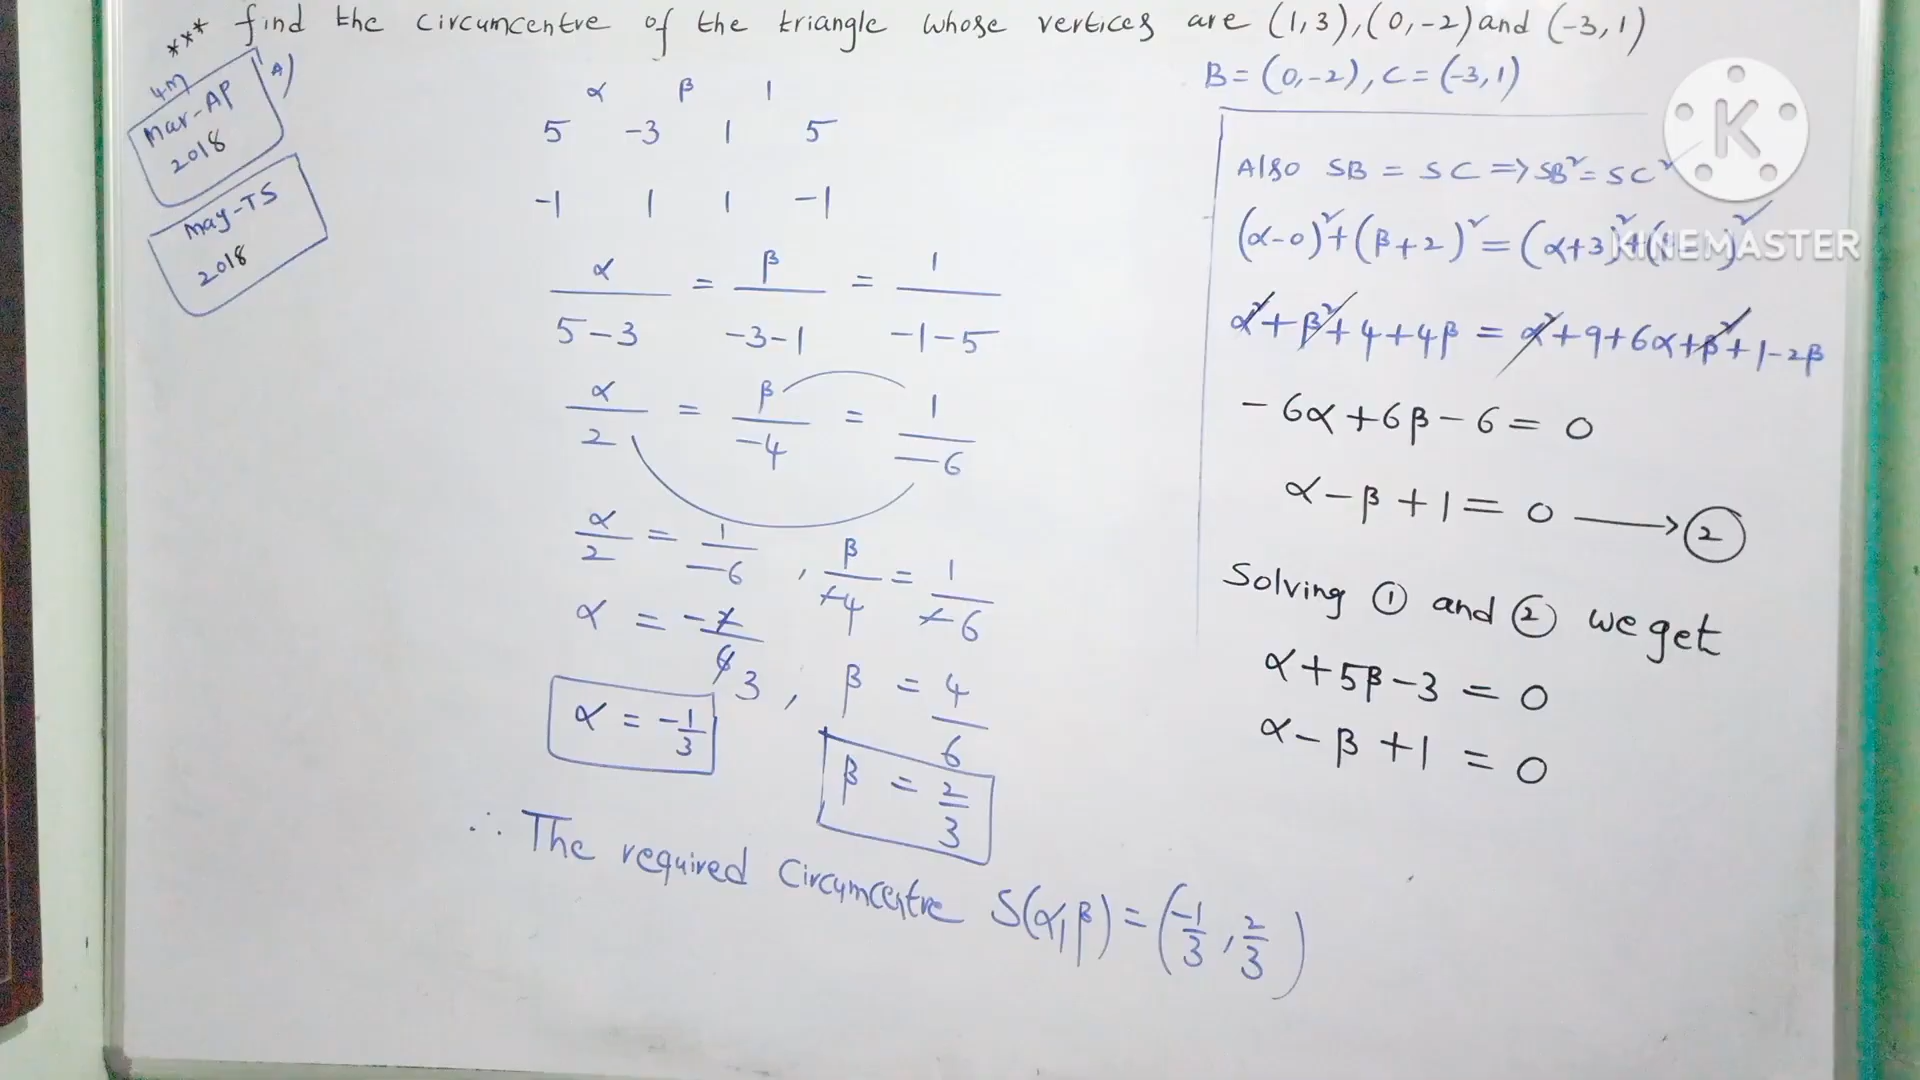 *** find the circumcentre of the triangle whose vertices are (1,3),(0,-2) and (-3,1)
4m
Mar-AP
2018
May-TS
2018
A)
α β 1
5 -3 1 5
-1 1 1 -1
α/5-3 = β/-3-1 = 1/-1-5
α/2 = β/-4 = 1/-6
α/2 = 1/-6 , β/-4 = 1/-6
α = -2/6 3 , β = 4/6
α = -1/3
β = 2/3
∴ The required Circumcentre S(α,β) = (-1/3, 2/3)
B = (0,-2), C = (-3,1)
Also SB = SC ⇒ SB² = SC²
(α-0)² + (β+2)² = (α+3)² + ( )²
α² + β² + 4 + 4β = α² + 9 + 6α + β² + 1 - 2β
-6α + 6β - 6 = 0
α - β + 1 = 0 → ②
Solving ① and ② we get
α + 5β - 3 = 0
α - β + 1 = 0
K
KINEMASTER